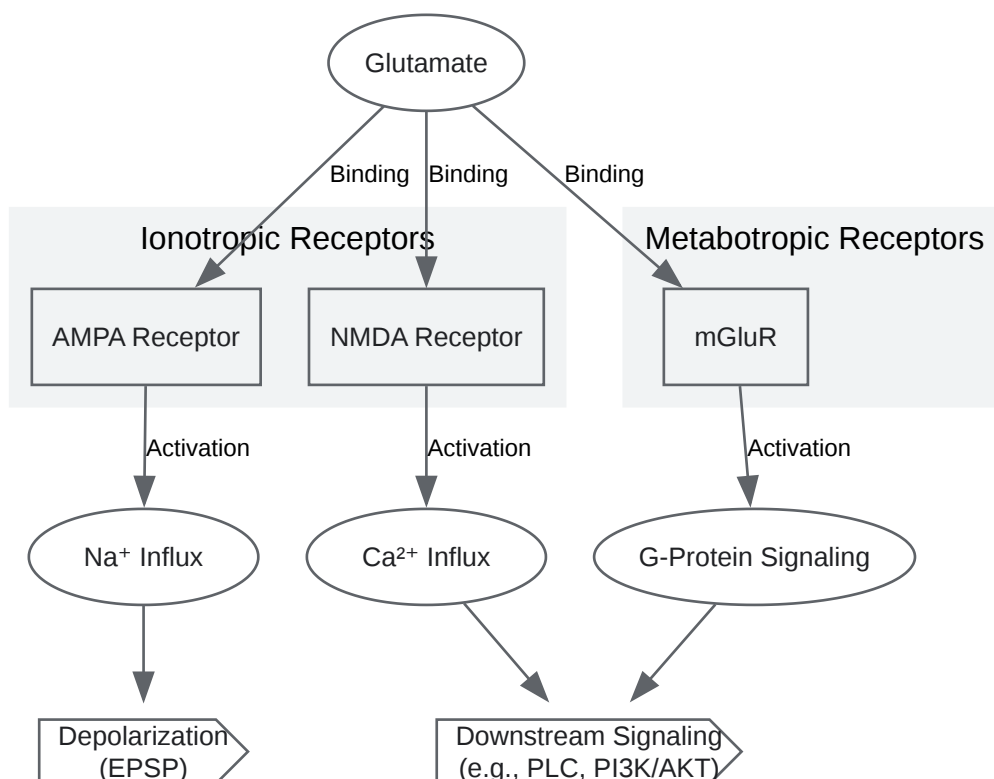 Glutamate
Binding
Binding
Binding
Ionotropic Receptors
Metabotropic Receptors
AMPA Receptor
NMDA Receptor
mGluR
Activation
Activation
Activation
Na⁺ Influx
Ca²⁺ Influx
G-Protein Signaling
Depolarization
(EPSP)
Downstream Signaling
(e.g., PLC, PI3K/AKT)